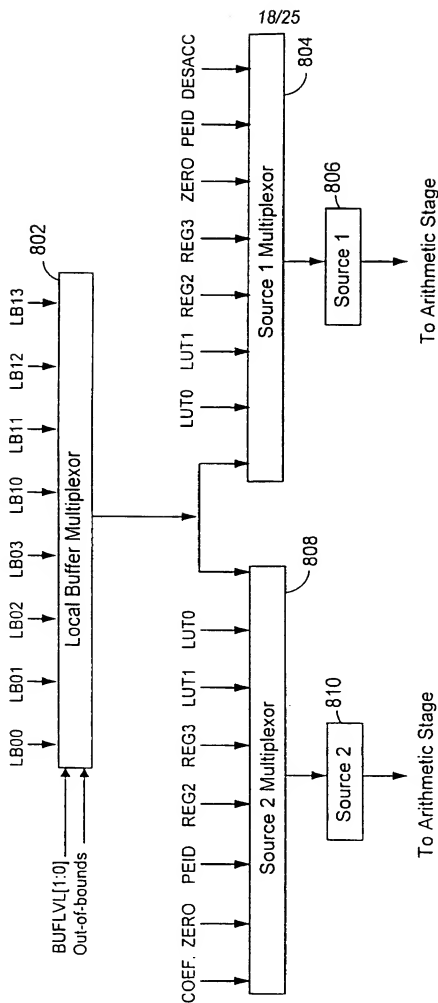 18/25
LB00
LB01
LB02
LB03
LB10
LB11
LB12
LB13
802
BUFLVL[1:0]
Out-of-bounds
Local Buffer Multiplexor
COEF.
ZERO
PEID
REG2
REG3
LUT1
LUT0
808
Source 2 Multiplexor
LUT0
LUT1
REG2
REG3
ZERO
PEID
DESACC
804
Source 1 Multiplexor
810
Source 2
806
Source 1
To Arithmetic Stage
To Arithmetic Stage